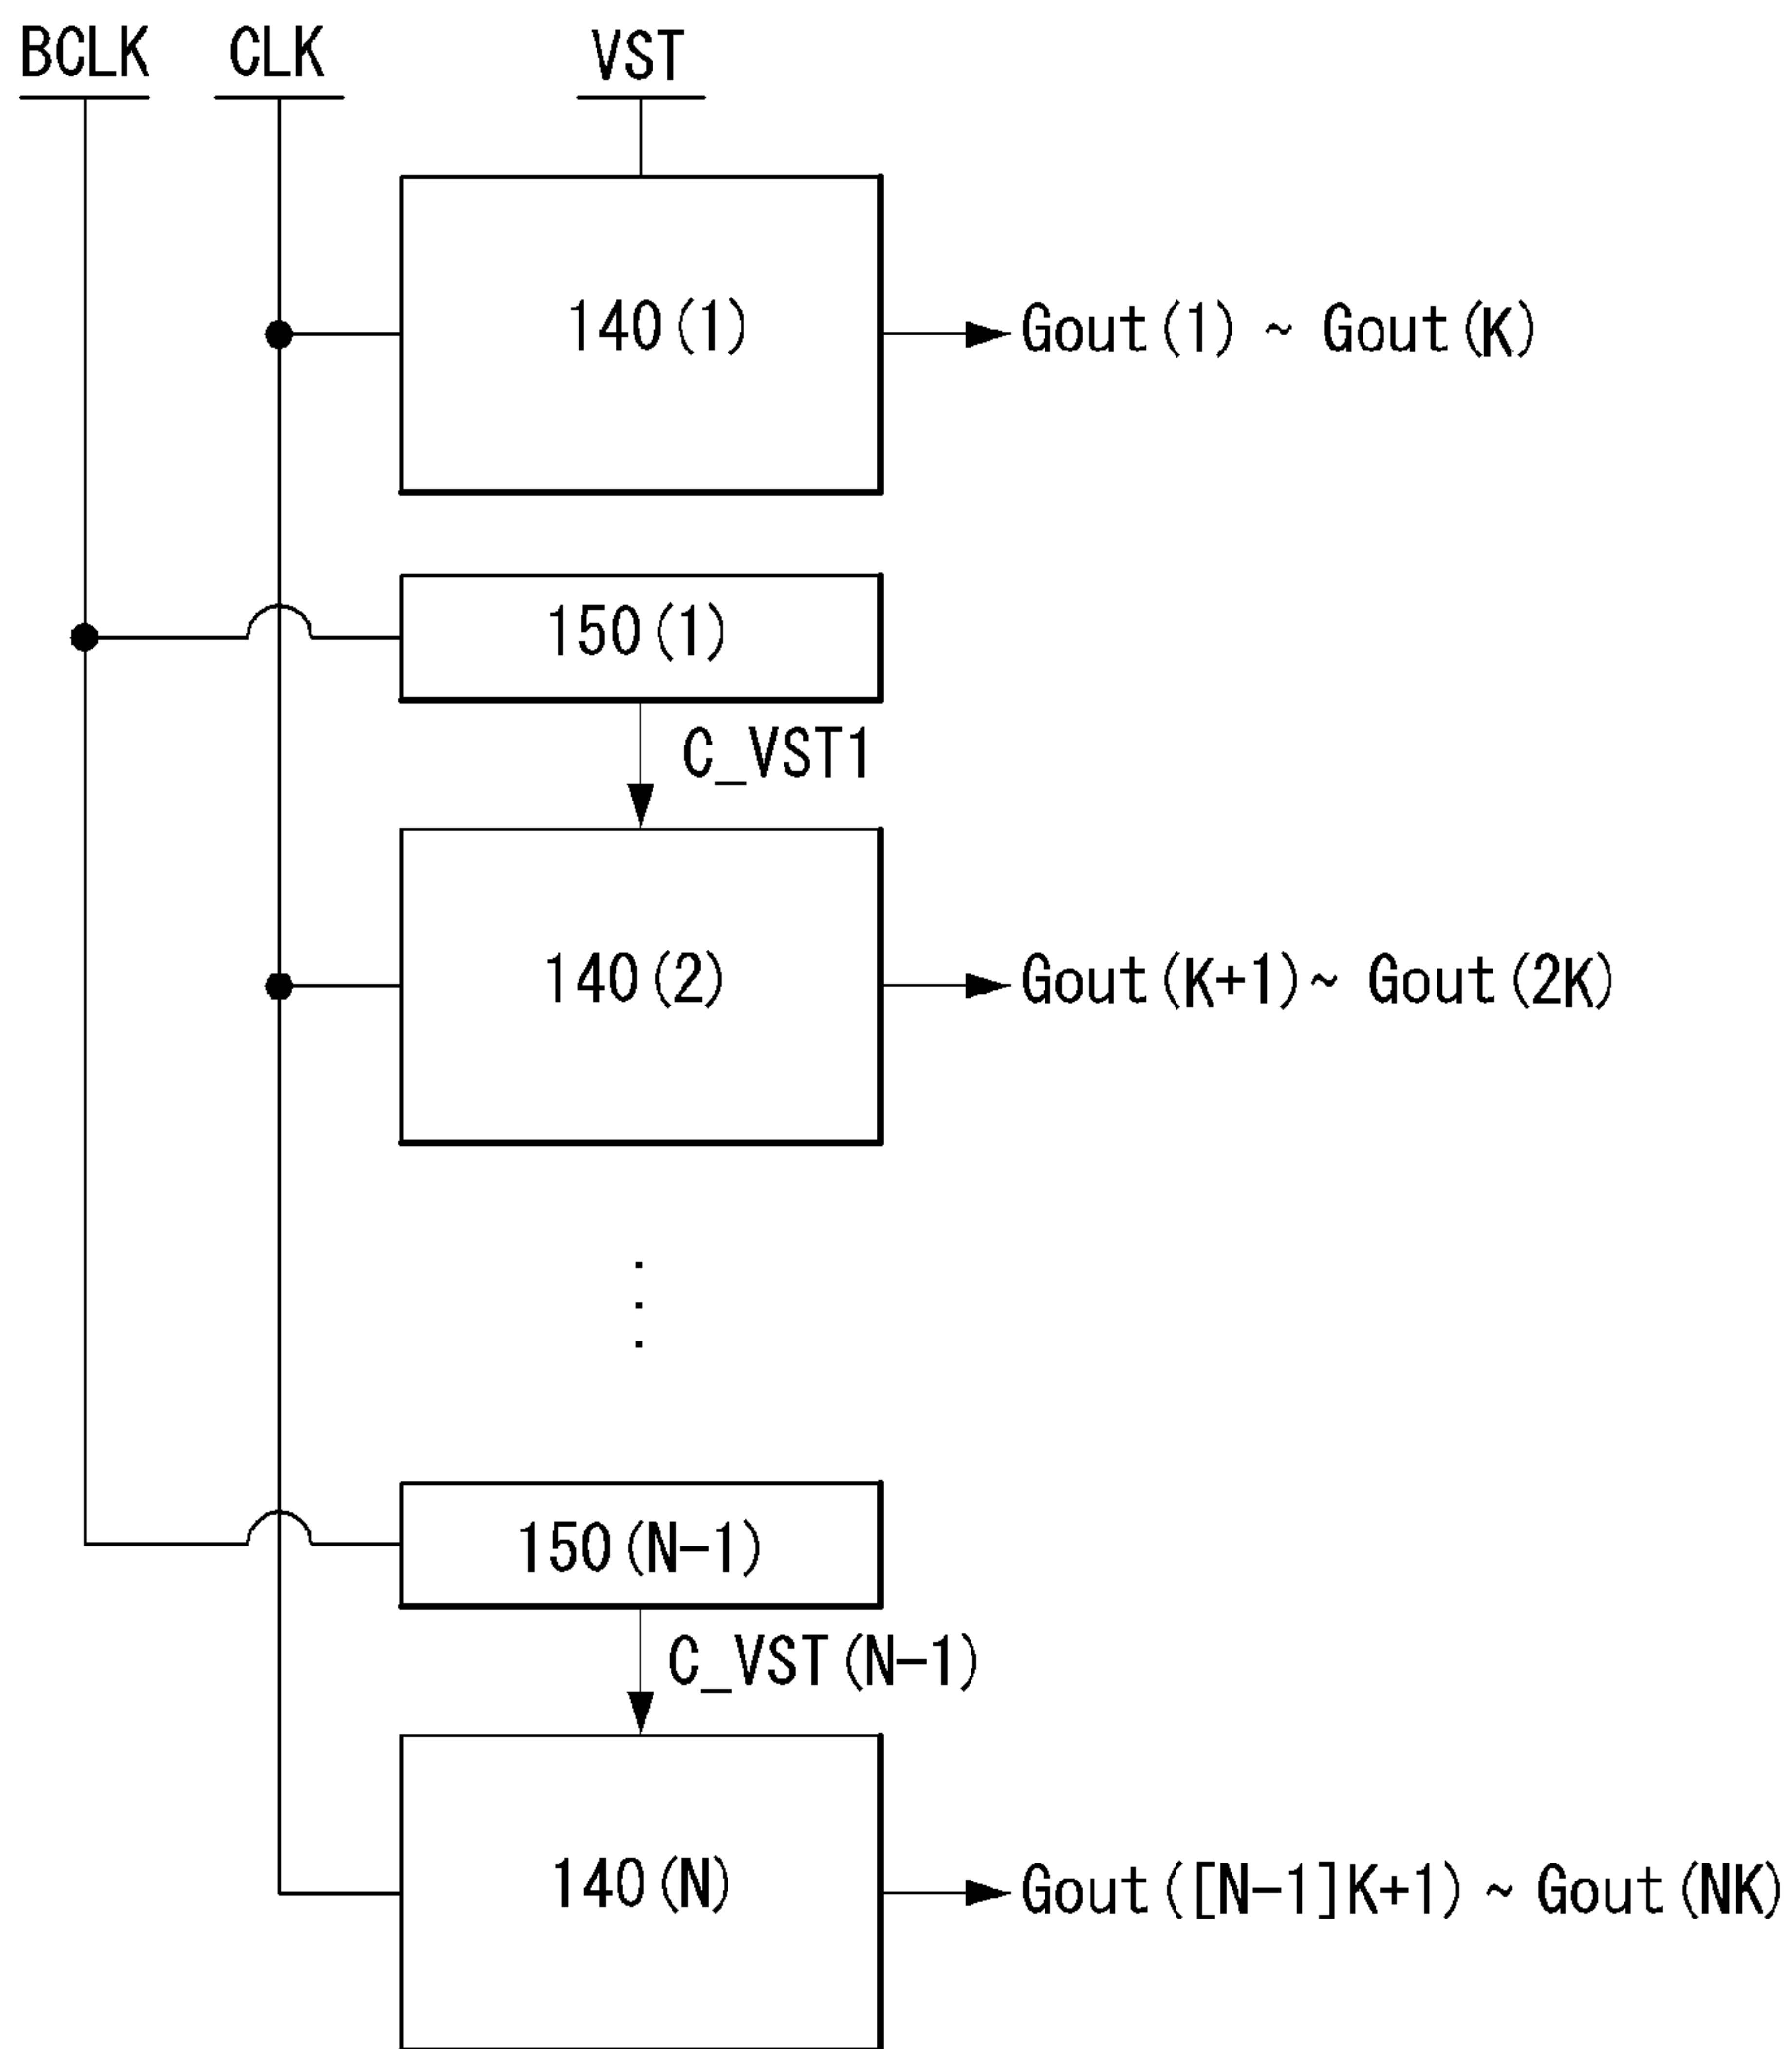 BCLK CLK VST
140(1)
Gout(1) ~ Gout(K)
150(1)
C_VST1
140(2)
Gout(K+1)~ Gout(2K)
150(N-1)
C_VST(N-1)
140(N)
Gout([N-1]K+1) ~ Gout(NK)